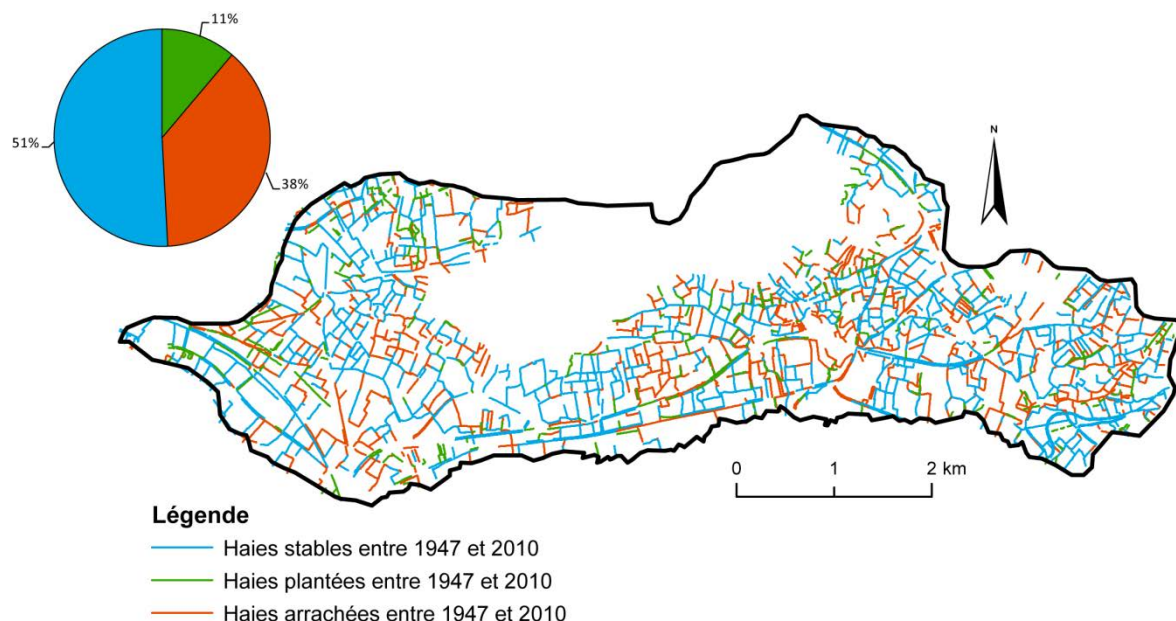 11%
51%
38%
N
0 1 2 km
Légende
Haies stables entre 1947 et 2010
Haies plantées entre 1947 et 2010
Haies arrachées entre 1947 et 2010